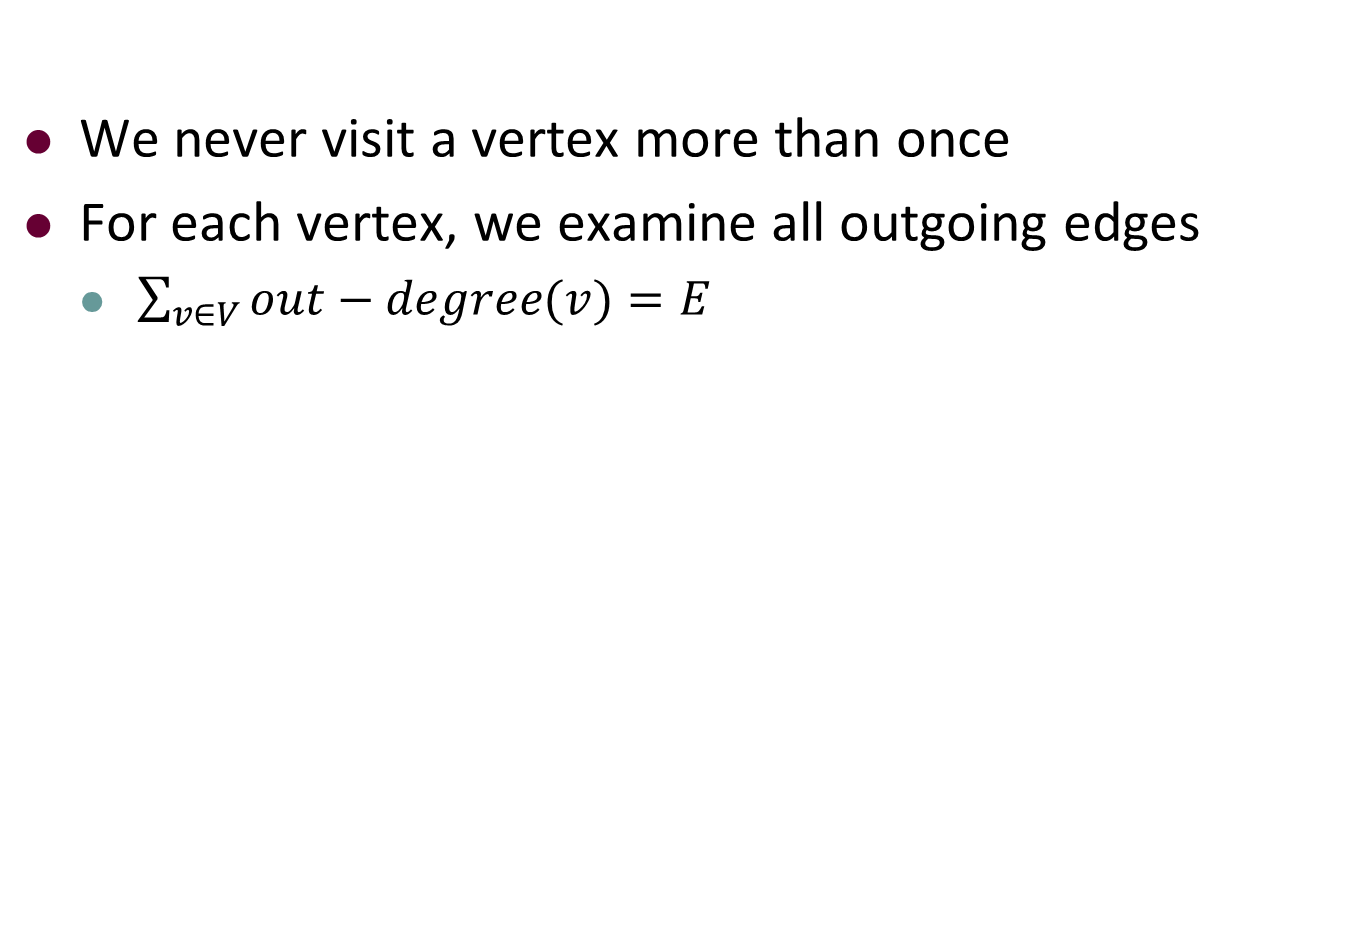 ● We never visit a vertex more than once
● For each vertex, we examine all outgoing edges
● ∑_{v∈V} out − degree(v) = E